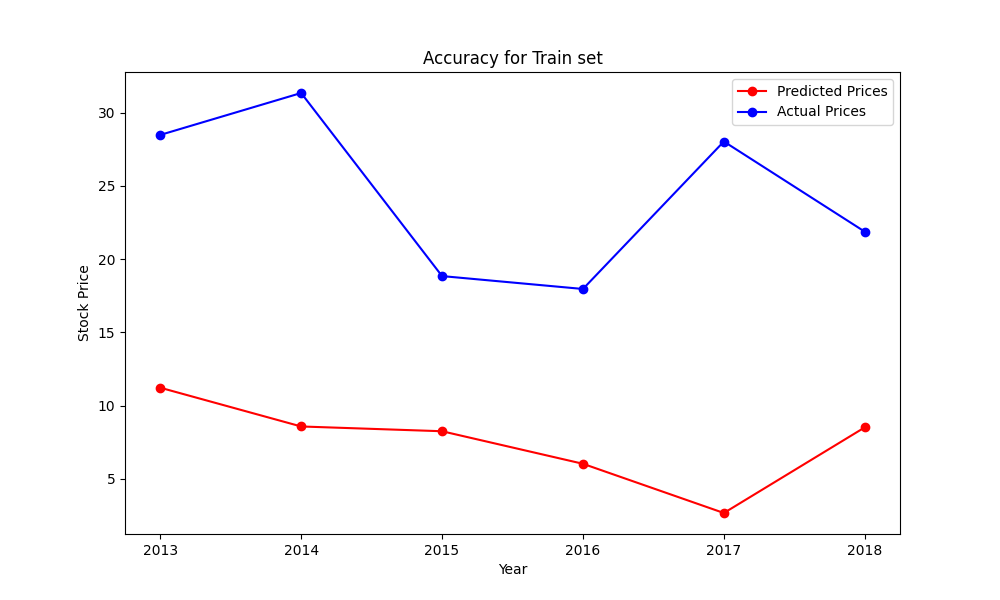 Accuracy for Train set
Predicted Prices
Actual Prices
30
25
20
15
10
5
Stock Price
2013 2014 2015 2016 2017 2018
Year